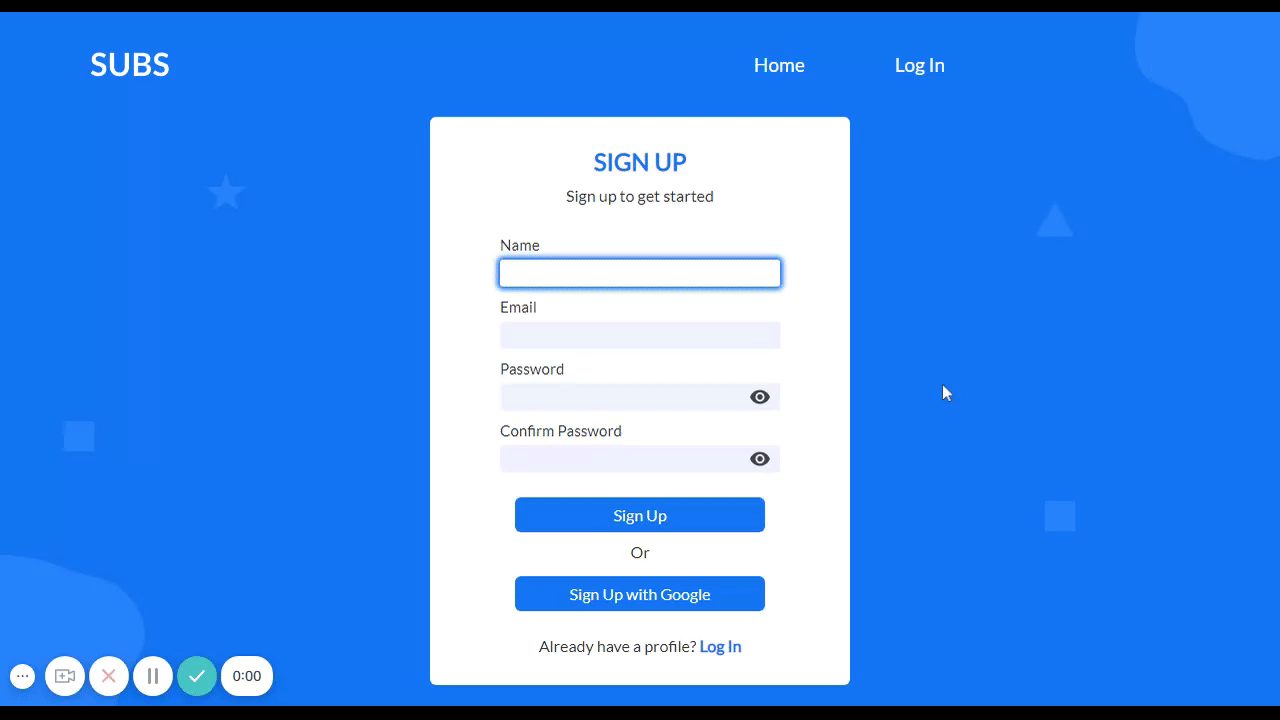 SUBS
Home
Log In
SIGN UP
Sign up to get started
Name
Email
Password
Confirm Password
Sign Up
Or
Sign Up with Google
Already have a profile? Log In
0:00